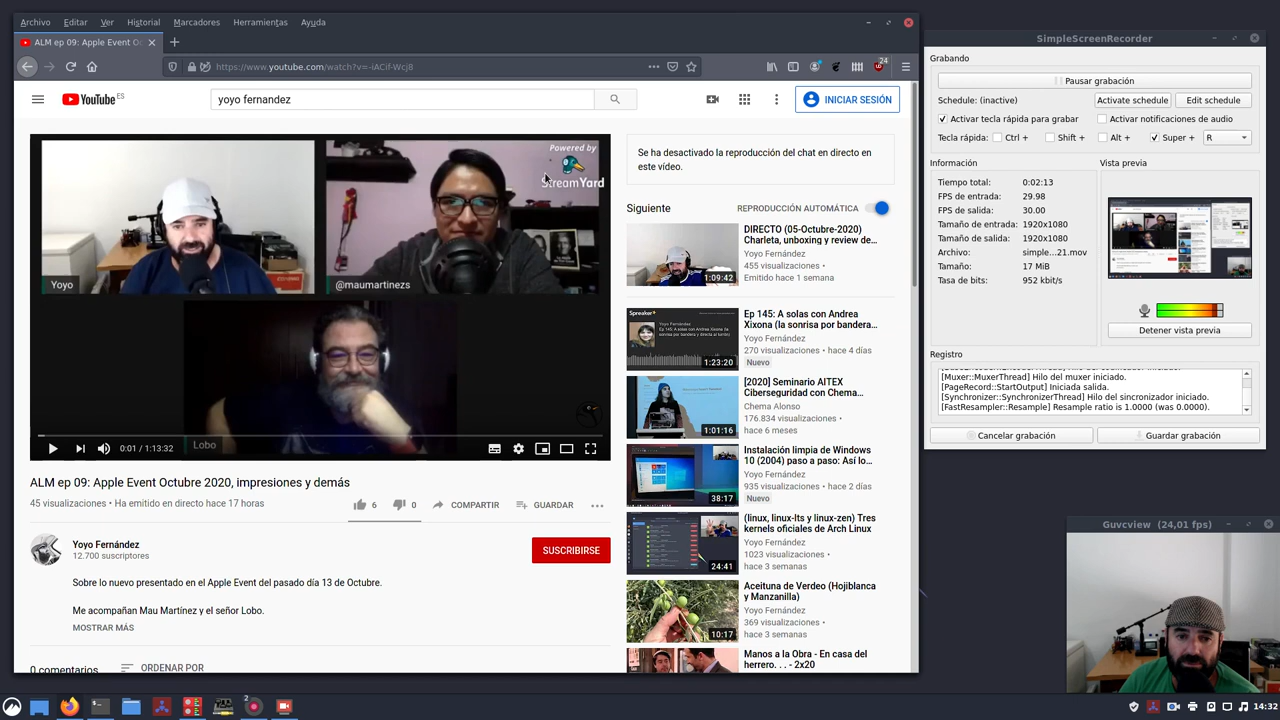 Archivo Editar Ver Historial Marcadores Herramientas Ayuda
ALM ep 09: Apple Event Oc
https://www.youtube.com/watch?v=-iACif-Wcj8
24
YouTube ES
yoyo fernandez
INICIAR SESIÓN
Powered by
StreamYard
Yoyo
@maumartinezs
Lobo
0:01 / 1:13:32
ALM ep 09: Apple Event Octubre 2020, impresiones y demás
45 visualizaciones • Ha emitido en directo hace 17 horas
6 0 COMPARTIR GUARDAR
Yoyo Fernández
12.700 suscriptores
SUSCRIBIRSE
Sobre lo nuevo presentado en el Apple Event del pasado día 13 de Octubre.
Me acompañan Mau Martínez y el señor Lobo.
MOSTRAR MÁS
0 comentarios ORDENAR POR
Se ha desactivado la reproducción del chat en directo en
este vídeo.
Siguiente REPRODUCCIÓN AUTOMÁTICA
DIRECTO (05-Octubre-2020)
Charleta, unboxing y review de...
Yoyo Fernández
455 visualizaciones •
Emitido hace 1 semana
1:09:42
Ep 145: A solas con Andrea
Xixona (la sonrisa por bandera...
Yoyo Fernández
270 visualizaciones • hace 4 días
Nuevo
Spreaker
1:23:20
[2020] Seminario AITEX
Ciberseguridad con Chema...
Chema Alonso
176.834 visualizaciones •
hace 6 meses
1:01:16
Instalación limpia de Windows
10 (2004) paso a paso: Así lo...
Yoyo Fernández
935 visualizaciones • hace 2 días
Nuevo
38:17
(linux, linux-lts y linux-zen) Tres
kernels oficiales de Arch Linux
Yoyo Fernández
1023 visualizaciones •
hace 3 semanas
24:41
Aceituna de Verdeo (Hojiblanca
y Manzanilla)
Yoyo Fernández
369 visualizaciones •
hace 3 semanas
10:17
Manos a la Obra - En casa del
herrero. . . - 2x20
SimpleScreenRecorder
Grabando
Pausar grabación
Schedule: (inactive) Activate schedule Edit schedule
Activar tecla rápida para grabar Activar notificaciones de audio
Tecla rápida: Ctrl + Shift + Alt + Super + R
Información
Tiempo total: 0:02:13
FPS de entrada: 29.98
FPS de salida: 30.00
Tamaño de entrada: 1920x1080
Tamaño de salida: 1920x1080
Archivo: simple...21.mov
Tamaño: 17 MiB
Tasa de bits: 952 kbit/s
Vista previa
Detener vista previa
Registro
[Muxer::MuxerThread] Hilo del muxer iniciado.
[PageRecord::StartOutput] Iniciada salida.
[Synchronizer::SynchronizerThread] Hilo del sincronizador iniciado.
[FastResampler::Resample] Resample ratio is 1.0000 (was 0.0000).
Cancelar grabación Guardar grabación
Guvcview (24,01 fps)
2
14:32